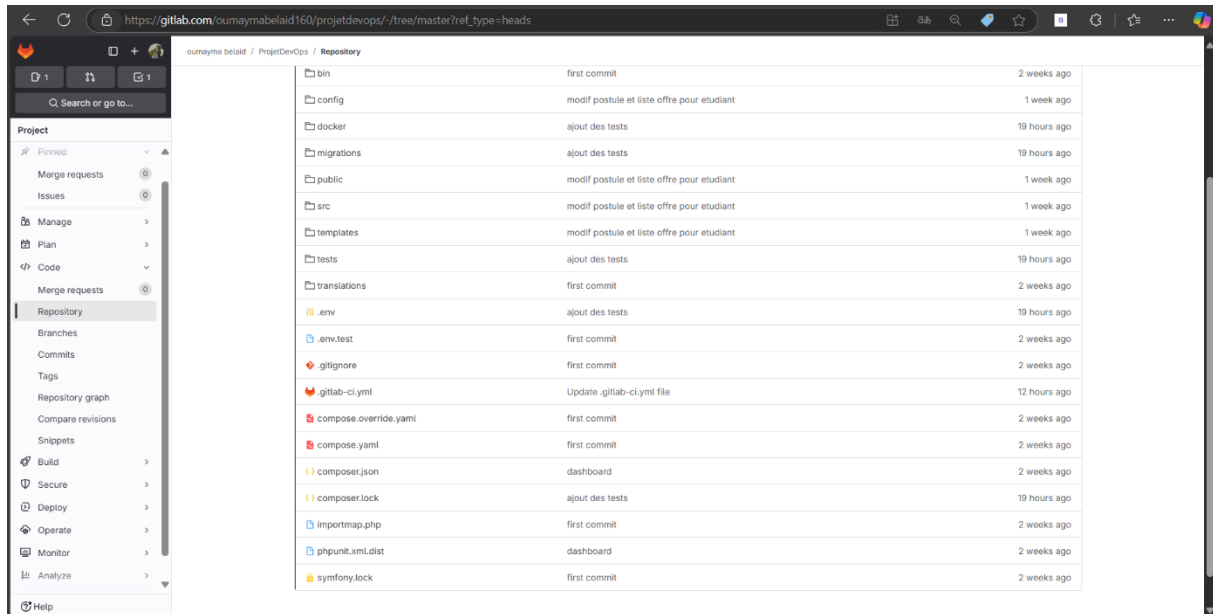 https://gitlab.com/oumaymabelaid160/projetdevops/-/tree/master?ref_type=heads
oumayma belaid / ProjetDevOps / Repository
1
1
Search or go to...
Project
Pinned
Merge requests 0
Issues 0
Manage
Plan
Code
Merge requests 0
Repository
Branches
Commits
Tags
Repository graph
Compare revisions
Snippets
Build
Secure
Deploy
Operate
Monitor
Analyze
Help
bin first commit 2 weeks ago
config modif postule et liste offre pour etudiant 1 week ago
docker ajout des tests 19 hours ago
migrations ajout des tests 19 hours ago
public modif postule et liste offre pour etudiant 1 week ago
src modif postule et liste offre pour etudiant 1 week ago
templates modif postule et liste offre pour etudiant 1 week ago
tests ajout des tests 19 hours ago
translations first commit 2 weeks ago
.env ajout des tests 19 hours ago
.env.test first commit 2 weeks ago
.gitignore first commit 2 weeks ago
.gitlab-ci.yml Update .gitlab-ci.yml file 12 hours ago
compose.override.yaml first commit 2 weeks ago
compose.yaml first commit 2 weeks ago
composer.json dashboard 2 weeks ago
composer.lock ajout des tests 19 hours ago
importmap.php first commit 2 weeks ago
phpunit.xml.dist dashboard 2 weeks ago
symfony.lock first commit 2 weeks ago